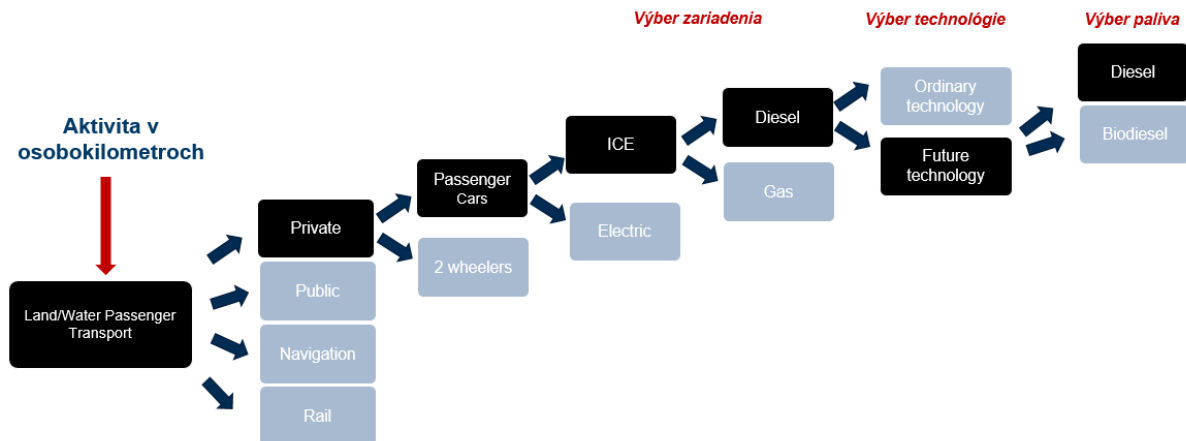 Výber zariadenia
Výber technológie
Výber paliva
Aktivita v
osobokilometroch
Land/Water Passenger
Transport
Private
Public
Navigation
Rail
Passenger
Cars
2 wheelers
ICE
Electric
Diesel
Gas
Ordinary
technology
Future
technology
Diesel
Biodiesel